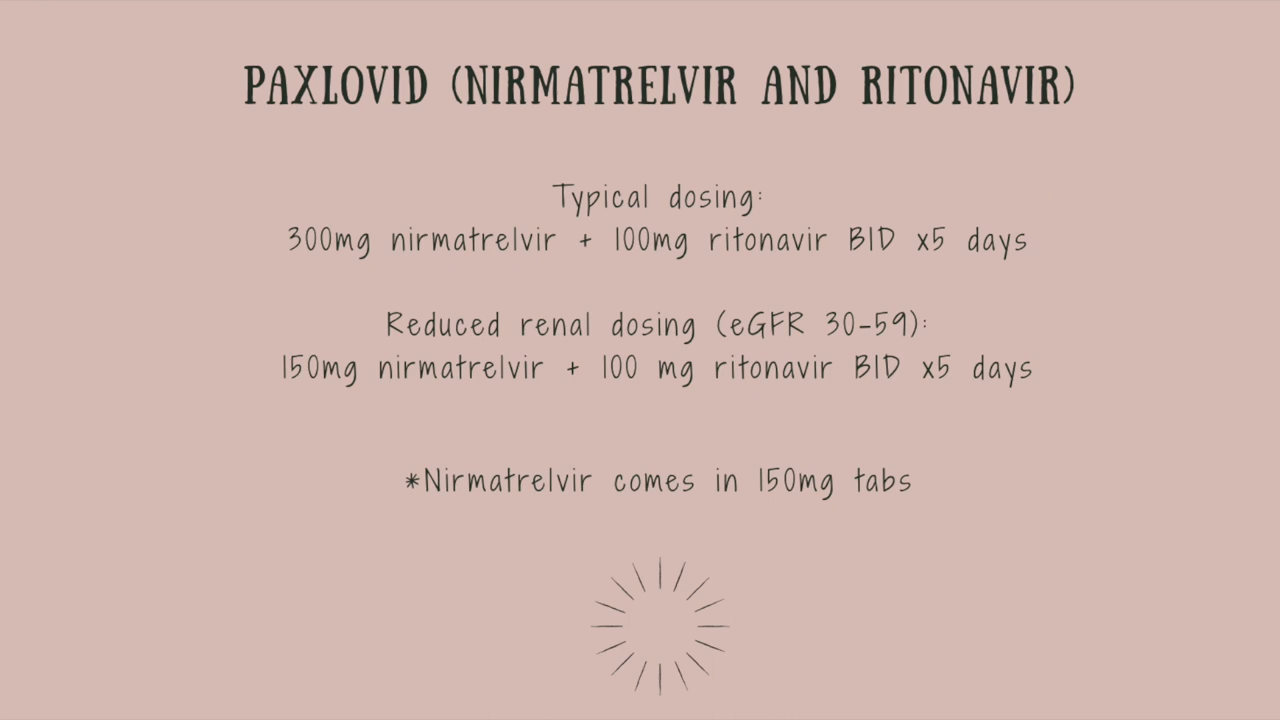 PAXLOVID (NIRMATRELVIR AND RITONAVIR)
Typical dosing:
300mg nirmatrelvir + 100mg ritonavir BID x5 days
Reduced renal dosing (eGFR 30-59):
150mg nirmatrelvir + 100 mg ritonavir BID x5 days
*Nirmatrelvir comes in 150mg tabs